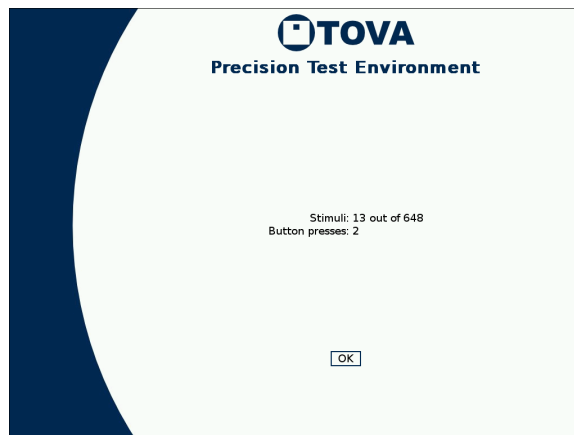 TOVA
Precision Test Environment
Stimuli: 13 out of 648
Button presses: 2
OK